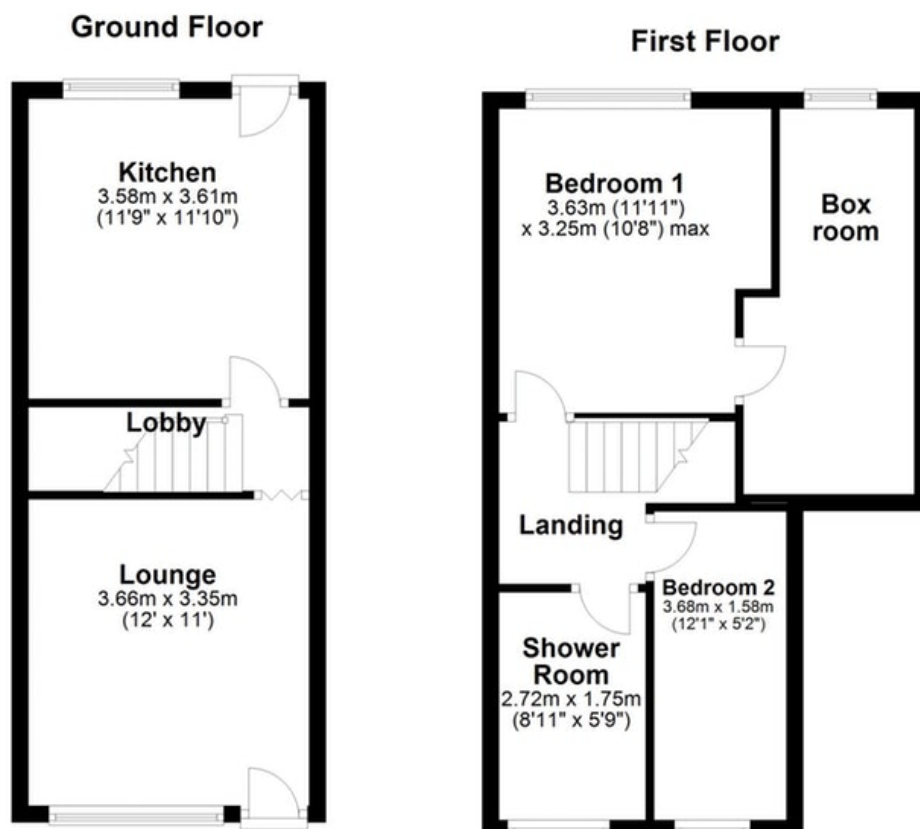 Ground Floor
Kitchen
3.58m x 3.61m
(11'9" x 11'10")
Lobby
Lounge
3.66m x 3.35m
(12' x 11')
First Floor
Bedroom 1
3.63m (11'11")
x 3.25m (10'8") max
Box
room
Landing
Bedroom 2
3.68m x 1.58m
(12'1" x 5'2")
Shower
Room
2.72m x 1.75m
(8'11" x 5'9")